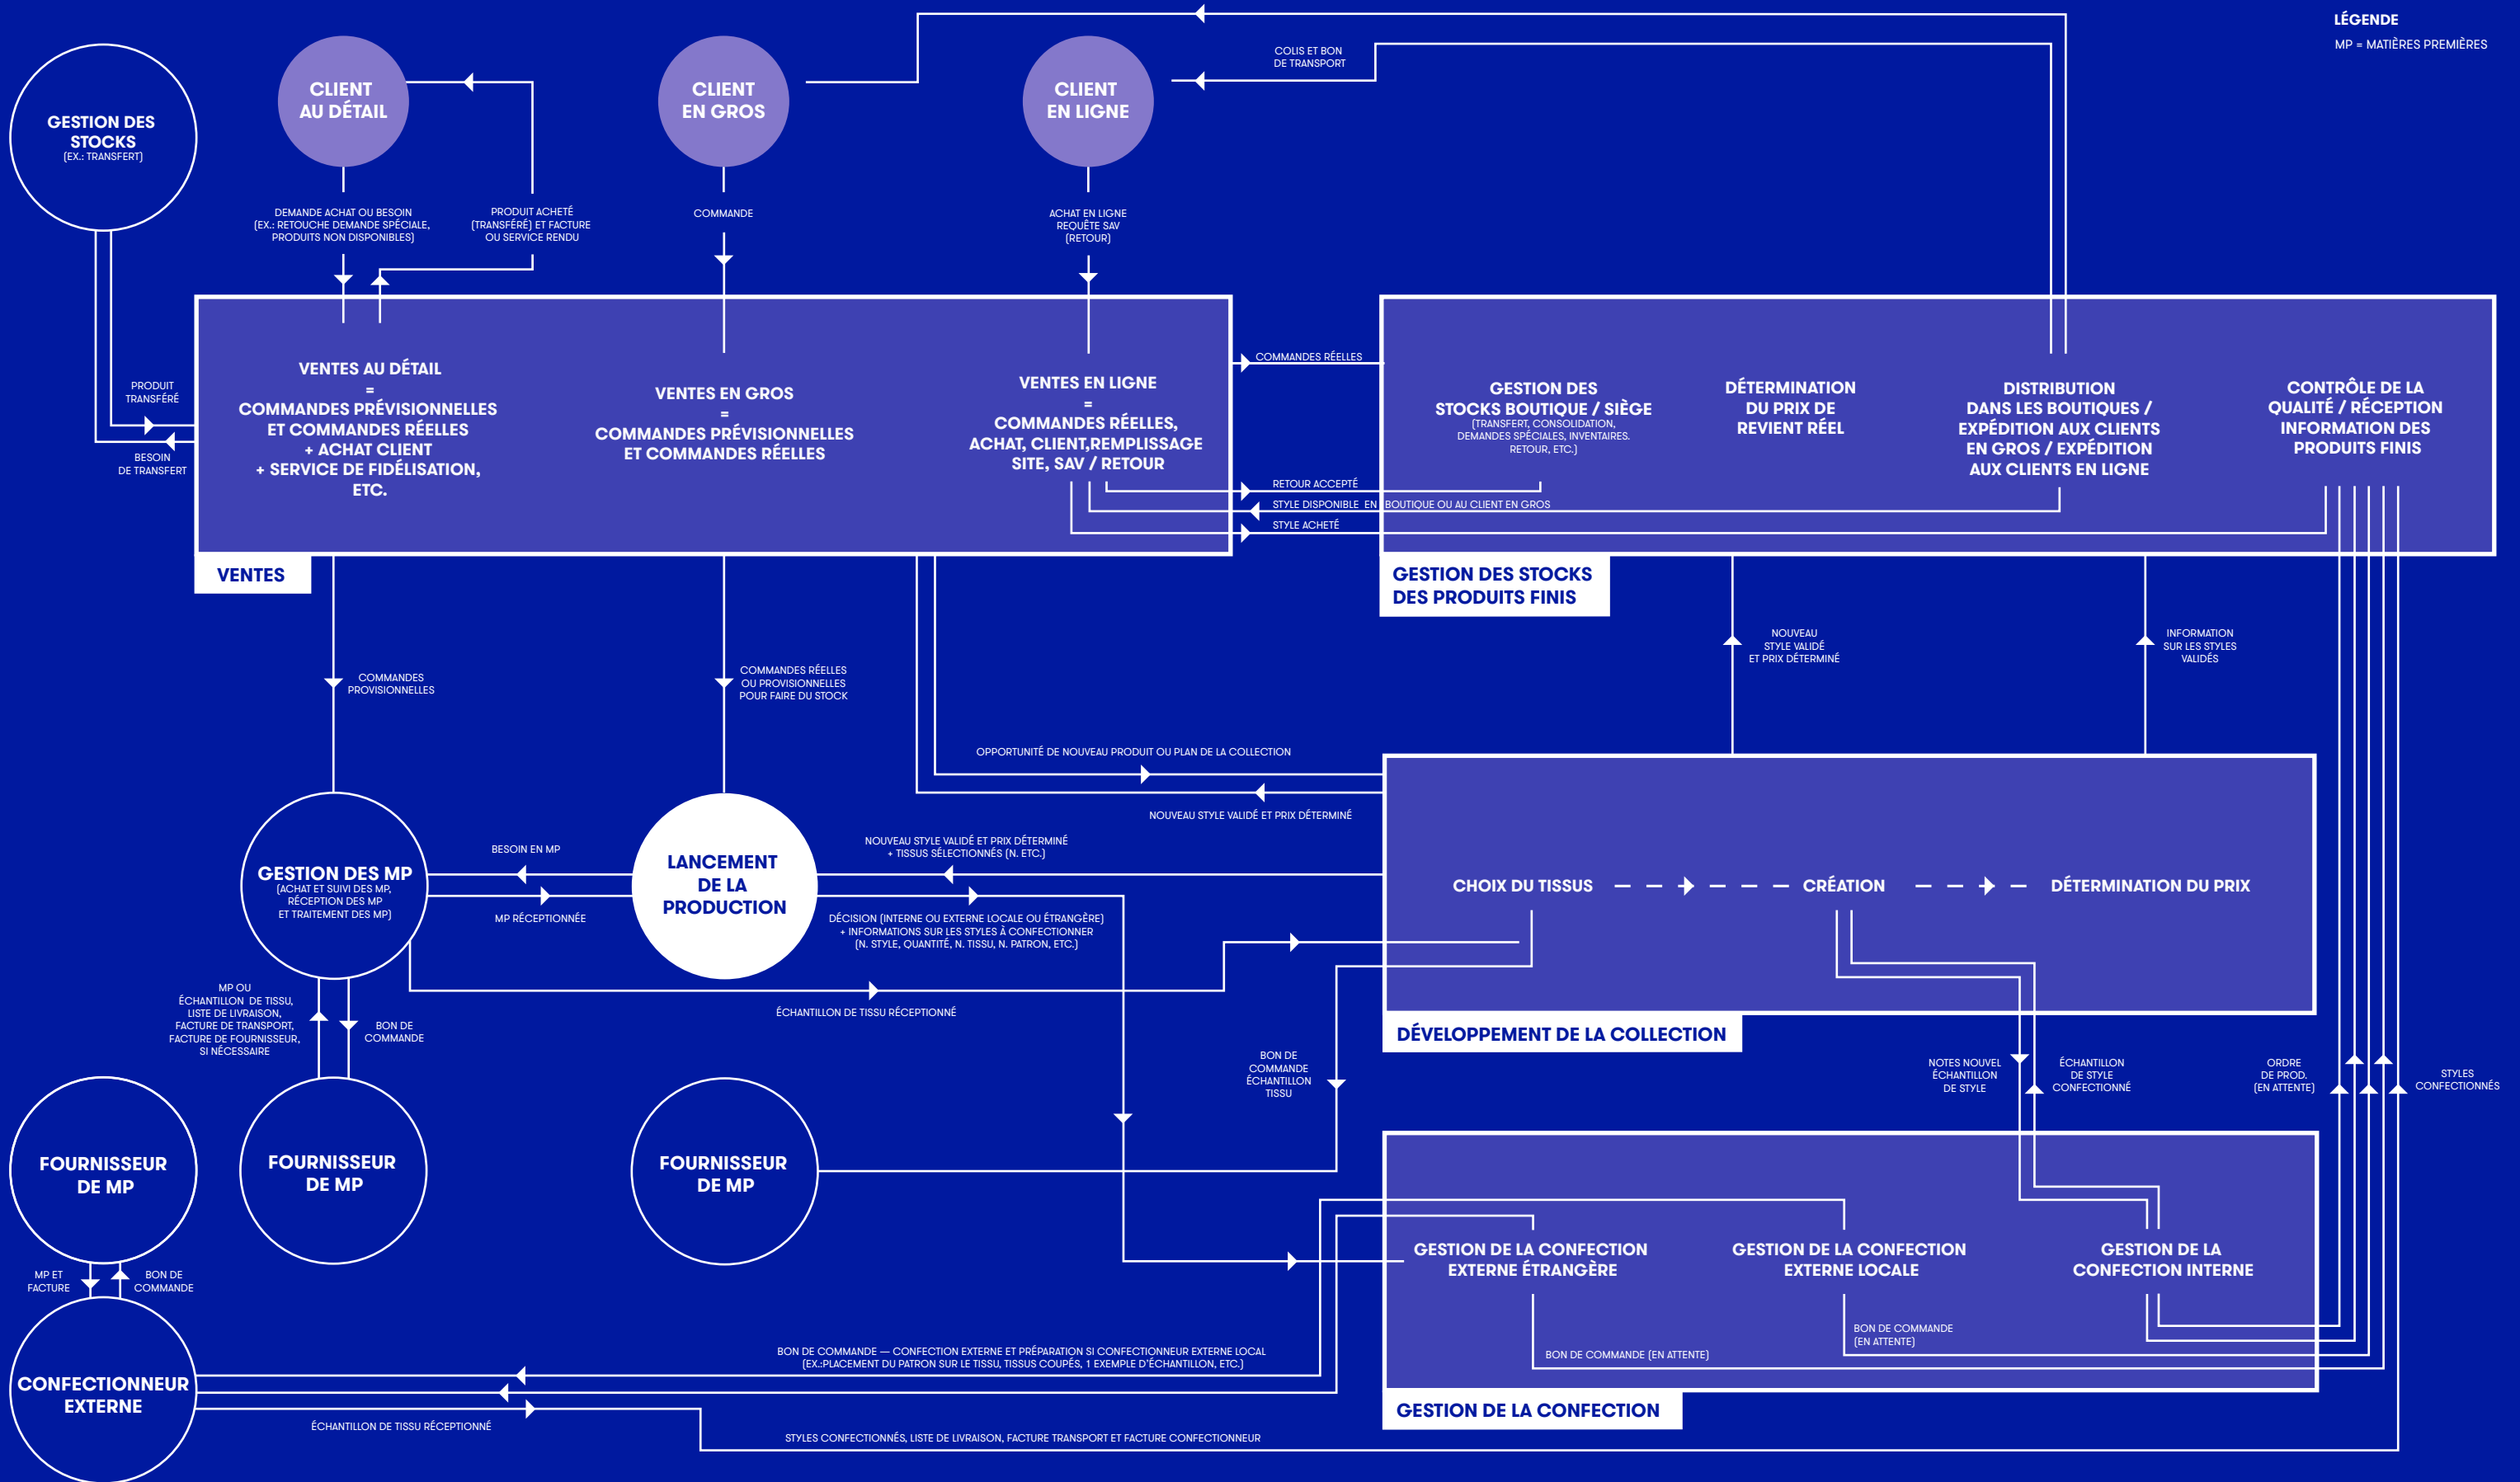 LÉGENDE
MP = MATIÈRES PREMIÈRES
COLIS ET BON
DE TRANSPORT
GESTION DES
STOCKS
(EX.: TRANSFERT)
CLIENT
AU DÉTAIL
CLIENT
EN GROS
CLIENT
EN LIGNE
DEMANDE ACHAT OU BESOIN
(EX.: RETOUCHE DEMANDE SPÉCIALE,
PRODUITS NON DISPONIBLES)
PRODUIT ACHETÉ
(TRANSFÉRÉ) ET FACTURE
OU SERVICE RENDU
COMMANDE
ACHAT EN LIGNE
REQUÊTE SAV
(RETOUR)
PRODUIT
TRANSFÉRÉ
BESOIN
DE TRANSFERT
VENTES AU DÉTAIL
=
COMMANDES PRÉVISIONNELLES
ET COMMANDES RÉELLES
+ ACHAT CLIENT
+ SERVICE DE FIDÉLISATION,
ETC.
VENTES EN GROS
=
COMMANDES PRÉVISIONNELLES
ET COMMANDES RÉELLES
VENTES EN LIGNE
=
COMMANDES RÉELLES,
ACHAT, CLIENT,REMPLISSAGE
SITE, SAV / RETOUR
COMMANDES RÉELLES
RETOUR ACCEPTÉ
STYLE DISPONIBLE EN BOUTIQUE OU AU CLIENT EN GROS
STYLE ACHETÉ
GESTION DES
STOCKS BOUTIQUE / SIÈGE
(TRANSFERT, CONSOLIDATION,
DEMANDES SPÉCIALES, INVENTAIRES.
RETOUR, ETC.)
DÉTERMINATION
DU PRIX DE
REVIENT RÉEL
DISTRIBUTION
DANS LES BOUTIQUES /
EXPÉDITION AUX CLIENTS
EN GROS / EXPÉDITION
AUX CLIENTS EN LIGNE
CONTRÔLE DE LA
QUALITÉ / RÉCEPTION
INFORMATION DES
PRODUITS FINIS
VENTES
GESTION DES STOCKS
DES PRODUITS FINIS
COMMANDES
PROVISIONNELLES
COMMANDES RÉELLES
OU PROVISIONNELLES
POUR FAIRE DU STOCK
NOUVEAU
STYLE VALIDÉ
ET PRIX DÉTERMINÉ
INFORMATION
SUR LES STYLES
VALIDÉS
OPPORTUNITÉ DE NOUVEAU PRODUIT OU PLAN DE LA COLLECTION
NOUVEAU STYLE VALIDÉ ET PRIX DÉTERMINÉ
GESTION DES MP
(ACHAT ET SUIVI DES MP,
RÉCEPTION DES MP
ET TRAITEMENT DES MP)
BESOIN EN MP
MP RÉCEPTIONNÉE
LANCEMENT
DE LA
PRODUCTION
NOUVEAU STYLE VALIDÉ ET PRIX DÉTERMINÉ
+ TISSUS SÉLECTIONNÉS (N. ETC.)
DÉCISION (INTERNE OU EXTERNE LOCALE OU ÉTRANGÈRE)
+ INFORMATIONS SUR LES STYLES À CONFECTIONNER
(N. STYLE, QUANTITÉ, N. TISSU, N. PATRON, ETC.)
CHOIX DU TISSUS
CRÉATION
DÉTERMINATION DU PRIX
ÉCHANTILLON DE TISSU RÉCEPTIONNÉ
DÉVELOPPEMENT DE LA COLLECTION
MP OU
ÉCHANTILLON DE TISSU,
LISTE DE LIVRAISON,
FACTURE DE TRANSPORT,
FACTURE DE FOURNISSEUR,
SI NÉCESSAIRE
BON DE
COMMANDE
BON DE
COMMANDE
ÉCHANTILLON
TISSU
NOTES NOUVEL
ÉCHANTILLON
DE STYLE
ÉCHANTILLON
DE STYLE
CONFECTIONNÉ
ORDRE
DE PROD.
(EN ATTENTE)
STYLES
CONFECTIONNÉS
FOURNISSEUR
DE MP
FOURNISSEUR
DE MP
FOURNISSEUR
DE MP
MP ET
FACTURE
BON DE
COMMANDE
GESTION DE LA CONFECTION
EXTERNE ÉTRANGÈRE
GESTION DE LA CONFECTION
EXTERNE LOCALE
GESTION DE LA
CONFECTION INTERNE
BON DE COMMANDE (EN ATTENTE)
BON DE COMMANDE
(EN ATTENTE)
BON DE COMMANDE — CONFECTION EXTERNE ET PRÉPARATION SI CONFECTIONNEUR EXTERNE LOCAL
(EX.:PLACEMENT DU PATRON SUR LE TISSU, TISSUS COUPÉS, 1 EXEMPLE D'ÉCHANTILLON, ETC.)
CONFECTIONNEUR
EXTERNE
GESTION DE LA CONFECTION
ÉCHANTILLON DE TISSU RÉCEPTIONNÉ
STYLES CONFECTIONNÉS, LISTE DE LIVRAISON, FACTURE TRANSPORT ET FACTURE CONFECTIONNEUR